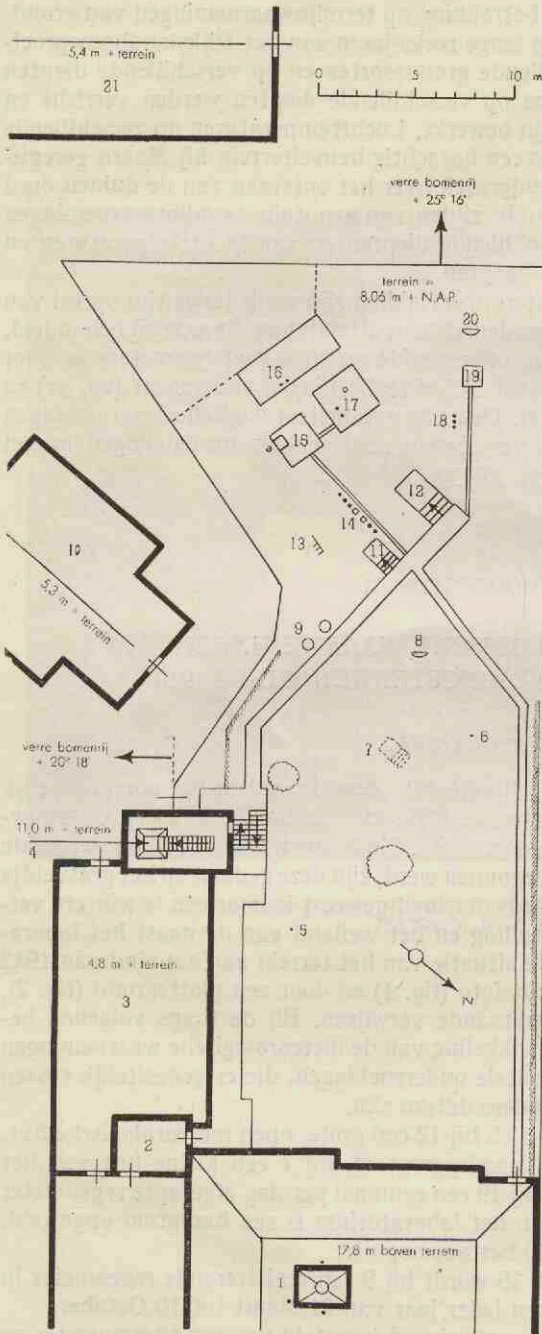 5,4 m + terrein
21
0 5 10 m
verre bomenrij
+ 25° 16'
terrein =
8,06 m + N.A.P.
20
19
16
17
18
15
12
14
13
11
10
5,3 m + terrein
9
8
6
7
verre bomenrij
+ 20° 18'
11,0 m + terrein
4
5
N
4,8 m + terrein
3
2
17,8 m boven terrein
1